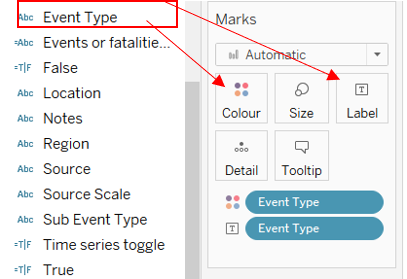 Abc Event Type
=Abc Events or fatalitie...
=T|F False
Abc Location
Abc Notes
Abc Region
Abc Source
Abc Source Scale
Abc Sub Event Type
=T|F Time series toggle
=T|F True
Marks
Automatic
Colour Size T Label
Detail Tooltip
Event Type
T Event Type